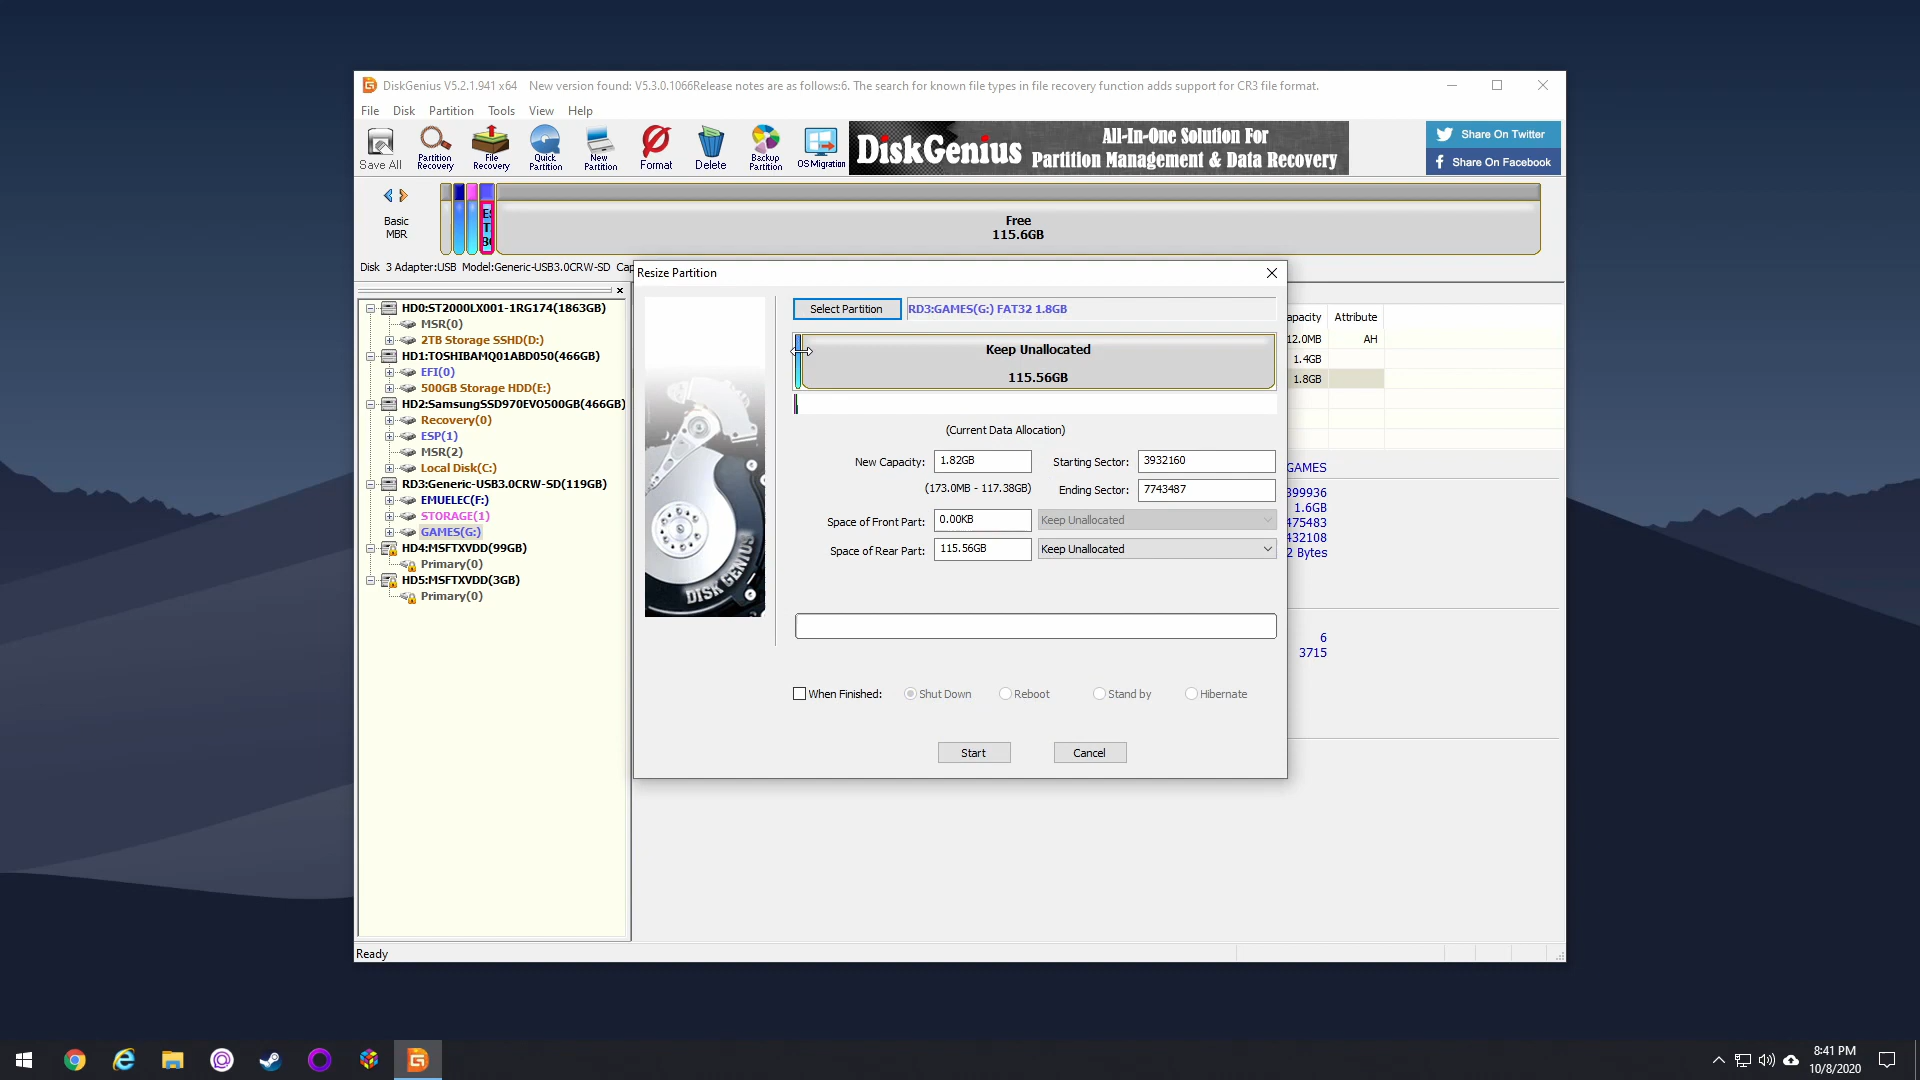 DiskGenius V5.2.1.941 x64 New version found: V5.3.0.1066Release notes are as follows:6. The search for known file types in file recovery function adds support for CR3 file format.
File Disk Partition Tools View Help
Save All
Partition Recovery
File Recovery
Quick Partition
New Partition
Format
Delete
Backup Partition
OS Migration
DiskGenius
All-In-One Solution For
Partition Management & Data Recovery
Share On Twitter
Share On Facebook
Basic
MBR
Free
115.6GB
Disk 3 Adapter:USB Model:Generic-USB3.0CRW-SD Cap
HD0:ST2000LX001-1RG174(1863GB)
MSR(0)
2TB Storage SSHD(D:)
HD1:TOSHIBAMQ01ABD050(466GB)
EFI(0)
500GB Storage HDD(E:)
HD2:SamsungSSD970EVO500GB(466GB)
Recovery(0)
ESP(1)
MSR(2)
Local Disk(C:)
RD3:Generic-USB3.0CRW-SD(119GB)
EMUELEC(F:)
STORAGE(1)
GAMES(G:)
HD4:MSFTXVDD(99GB)
Primary(0)
HD5:MSFTXVDD(3GB)
Primary(0)
Resize Partition
Select Partition RD3:GAMES(G:) FAT32 1.8GB
Keep Unallocated
115.56GB
(Current Data Allocation)
New Capacity: 1.82GB Starting Sector: 3932160
(173.0MB - 117.38GB) Ending Sector: 7743487
Space of Front Part: 0.00KB Keep Unallocated
Space of Rear Part: 115.56GB Keep Unallocated
DISK GENIUS
When Finished: Shut Down Reboot Stand by Hibernate
Start Cancel
apacity Attribute
12.0MB AH
1.4GB
1.8GB
GAMES
399936
1.6GB
475483
432108
2 Bytes
6
3715
Ready
8:41 PM
10/8/2020